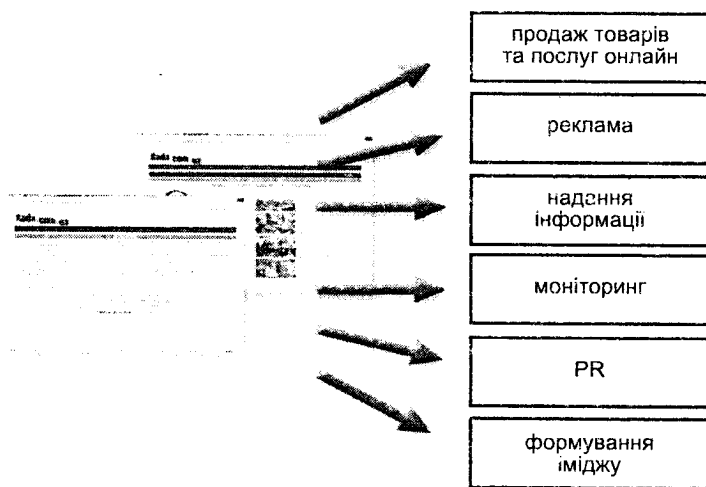 продаж товарів
та послуг онлайн
реклама
надання
інформації
моніторинг
PR
формування
іміджу